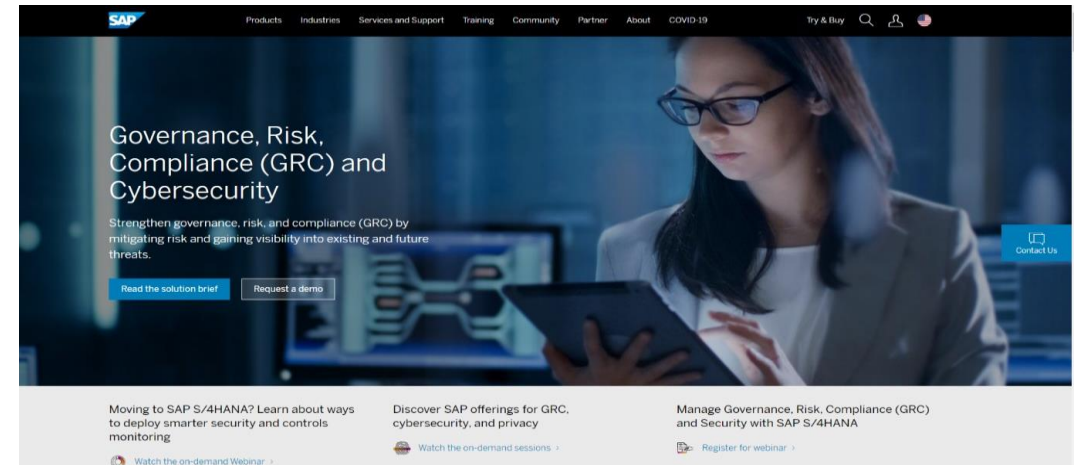 SAP
Products Industries Services and Support Training Community Partner About COVID-19 Try & Buy
Governance, Risk,
Compliance (GRC) and
Cybersecurity
Strengthen governance, risk, and compliance (GRC) by
mitigating risk and gaining visibility into existing and future
threats.
Read the solution brief Request a demo
Contact Us
Moving to SAP S/4HANA? Learn about ways
to deploy smarter security and controls
monitoring
Watch the on-demand Webinar ›
Discover SAP offerings for GRC,
cybersecurity, and privacy
Watch the on-demand sessions ›
Manage Governance, Risk, Compliance (GRC)
and Security with SAP S/4HANA
Register for webinar ›